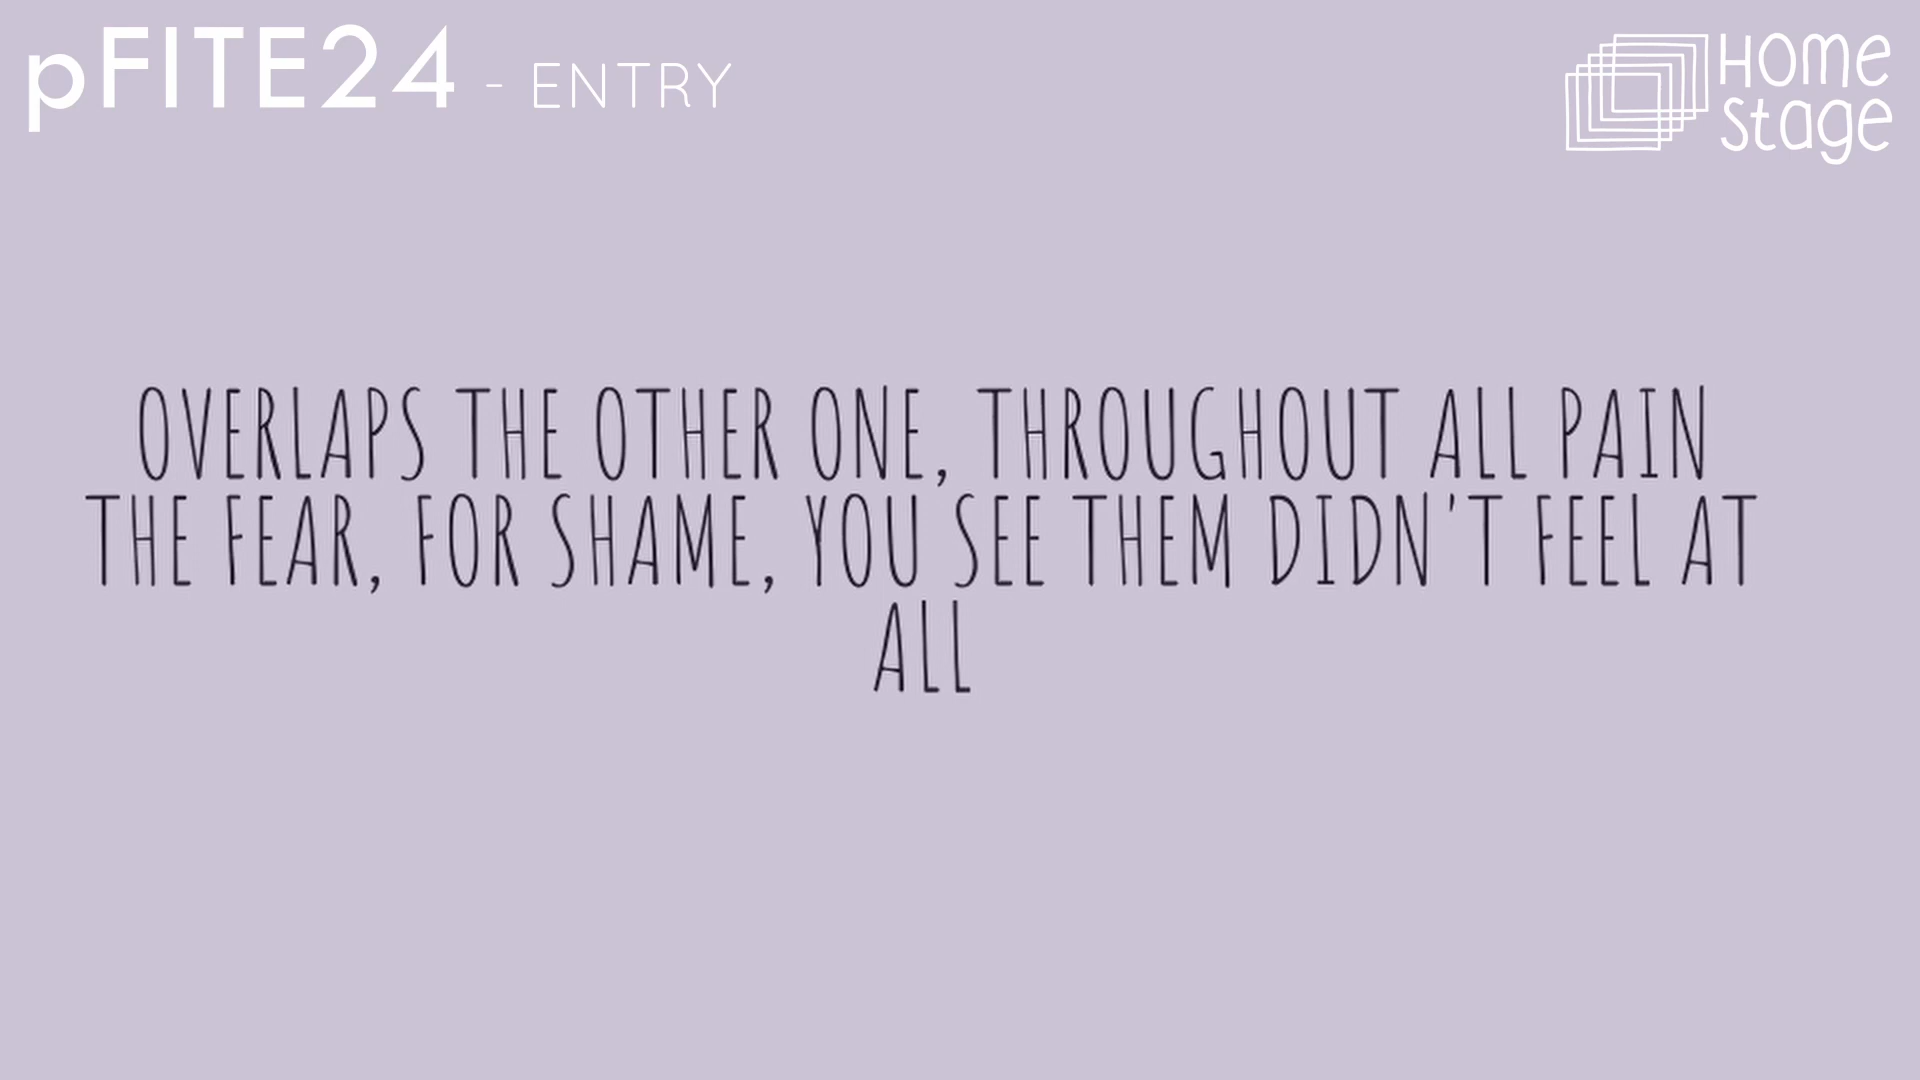 pFITE24 - ENTRY
Home
Stage
OVERLAPS THE OTHER ONE, THROUGHOUT ALL PAIN
THE FEAR, FOR SHAME, YOU SEE THEM DIDN'T FEEL AT
ALL